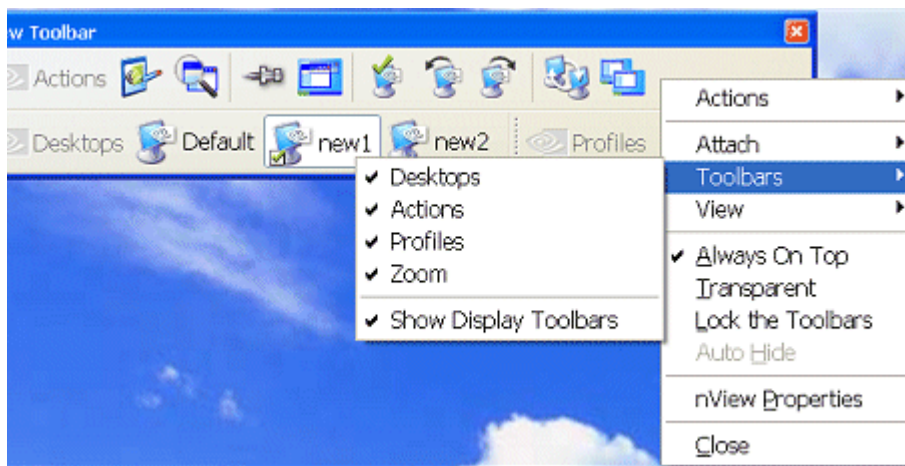 w Toolbar
Actions
Desktops Default new1 new2 Profiles
Desktops
Actions
Profiles
Zoom
Show Display Toolbars
Actions
Attach
Toolbars
View
Always On Top
Transparent
Lock the Toolbars
Auto Hide
nView Properties
Close